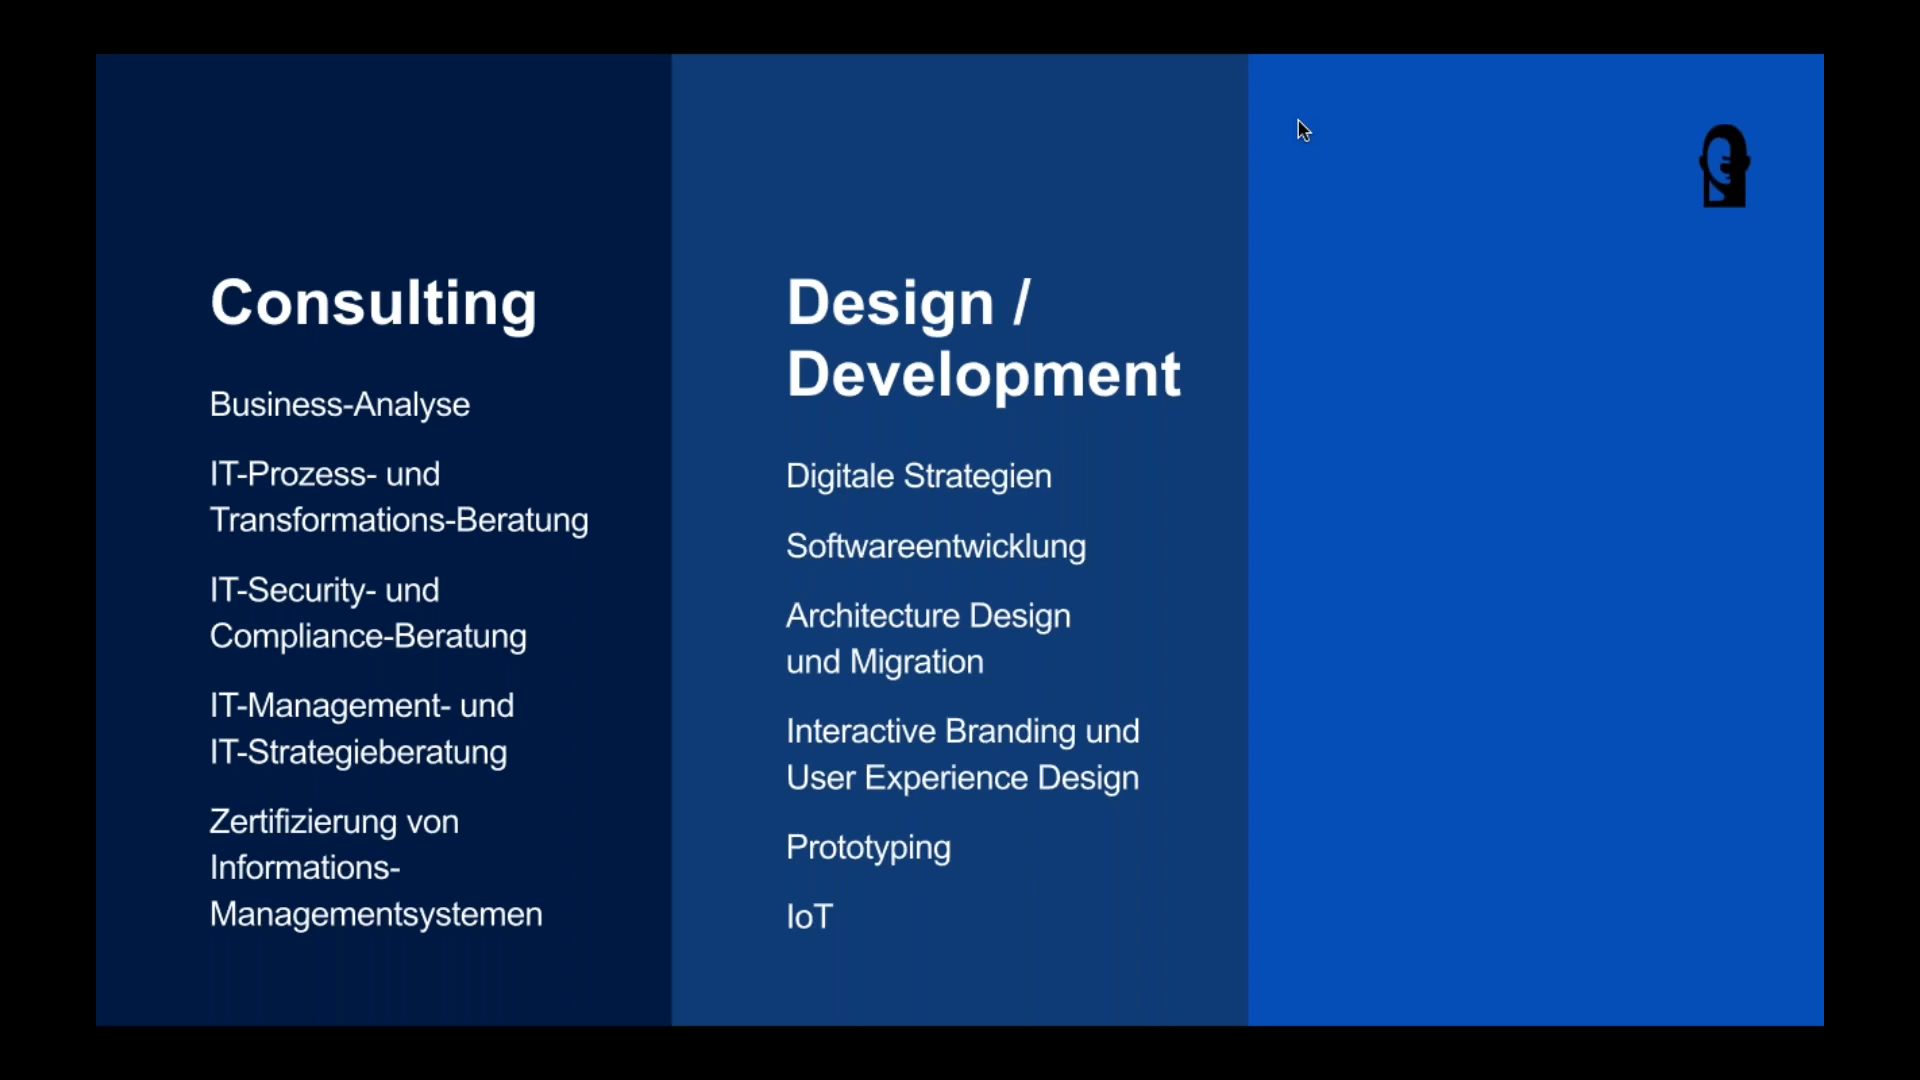 Consulting
Business-Analyse
IT-Prozess- und
Transformations-Beratung
IT-Security- und
Compliance-Beratung
IT-Management- und
IT-Strategieberatung
Zertifizierung von
Informations-
Managementsystemen
Design /
Development
Digitale Strategien
Softwareentwicklung
Architecture Design
und Migration
Interactive Branding und
User Experience Design
Prototyping
IoT